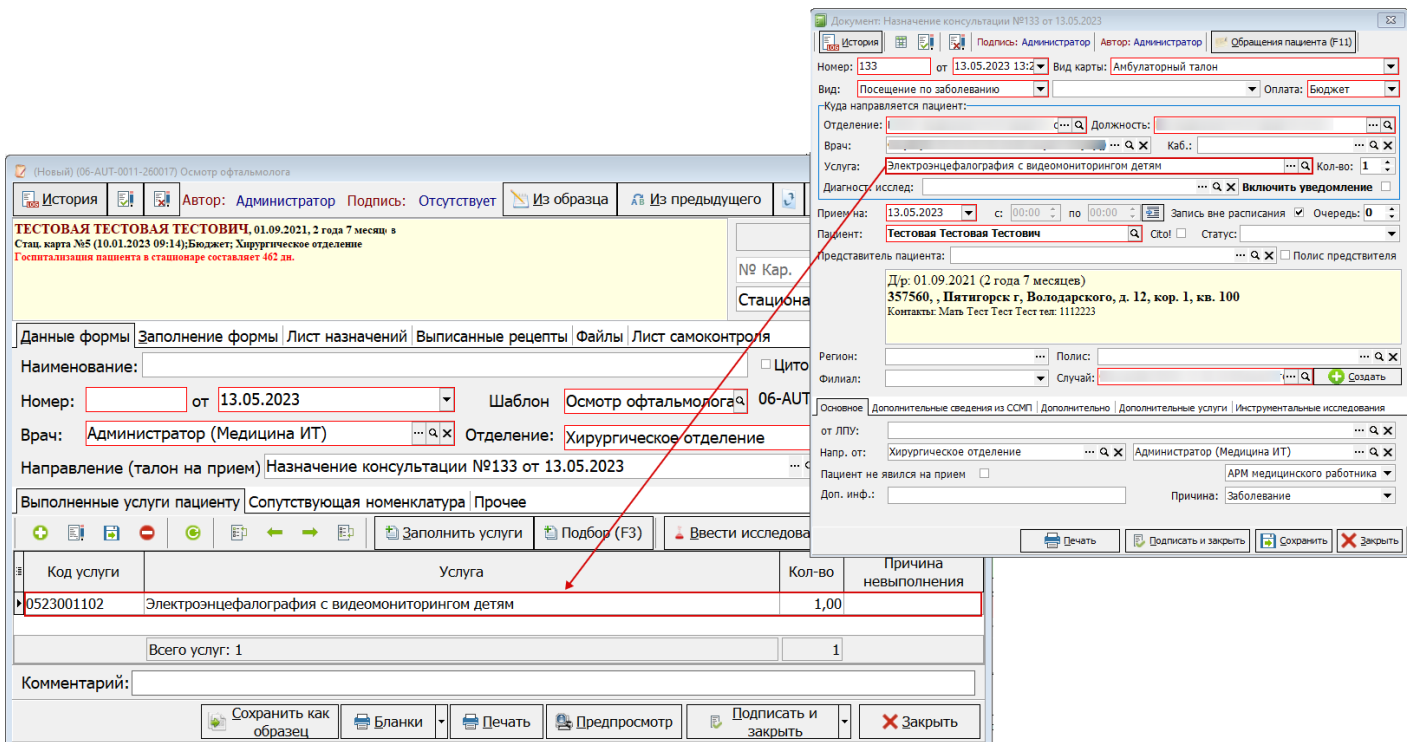 Документ: Назначение консультации №133 от 13.05.2023
История Подпись: Администратор Автор: Администратор Обращения пациента (F11)
Номер: 133 от 13.05.2023 13:2 Вид карты: Амбулаторный талон
Вид: Посещение по заболеванию Оплата: Бюджет
Куда направляется пациент:
Отделение: Должность:
Врач: Каб.:
Услуга: Электроэнцефалография с видеомониторингом детям Кол-во: 1
Диагност. исслед: Включить уведомление
Прием на: 13.05.2023 с: 00:00 по 00:00 Запись вне расписания Очередь: 0
Пациент: Тестовая Тестовая Тестович Cito! Статус:
Представитель пациента: Полис предствителя
Д/р: 01.09.2021 (2 года 7 месяцев)
357560, , Пятигорск г, Володарского, д. 12, кор. 1, кв. 100
Контакты: Мать Тест Тест Тест тел: 1112223
Регион: Полис:
Филиал: Случай: Создать
Основное Дополнительные сведения из ССМП Дополнительно Дополнительные услуги Инструментальные исследования
от ЛПУ:
Напр. от: Хирургическое отделение Администратор (Медицина ИТ)
Пациент не явился на прием АРМ медицинского работника
Доп. инф.: Причина: Заболевание
Печать Подписать и закрыть Сохранить Закрыть
(Новый) (06-AUT-0011-260017) Осмотр офтальмолога
История Автор: Администратор Подпись: Отсутствует Из образца Из предыдущего
ТЕСТОВАЯ ТЕСТОВАЯ ТЕСТОВИЧ, 01.09.2021, 2 года 7 месяц в
Стац. карта №5 (10.01.2023 09:14);Бюджет; Хирургическое отделение
Госпитализация пациента в стационаре составляет 462 дн.
№ Кар.
Стациона
Данные формы Заполнение формы Лист назначений Выписанные рецепты Файлы Лист самоконтроля
Наименование: Цито
Номер: от 13.05.2023 Шаблон Осмотр офтальмолога 06-AUT
Врач: Администратор (Медицина ИТ) Отделение: Хирургическое отделение
Направление (талон на прием) Назначение консультации №133 от 13.05.2023
Выполненные услуги пациенту Сопутствующая номенклатура Прочее
Заполнить услуги Подбор (F3) Ввести исследова
Код услуги Услуга Кол-во Причина невыполнения
0523001102 Электроэнцефалография с видеомониторингом детям 1,00
Всего услуг: 1 1
Комментарий:
Сохранить как образец Бланки Печать Предпросмотр Подписать и закрыть Закрыть